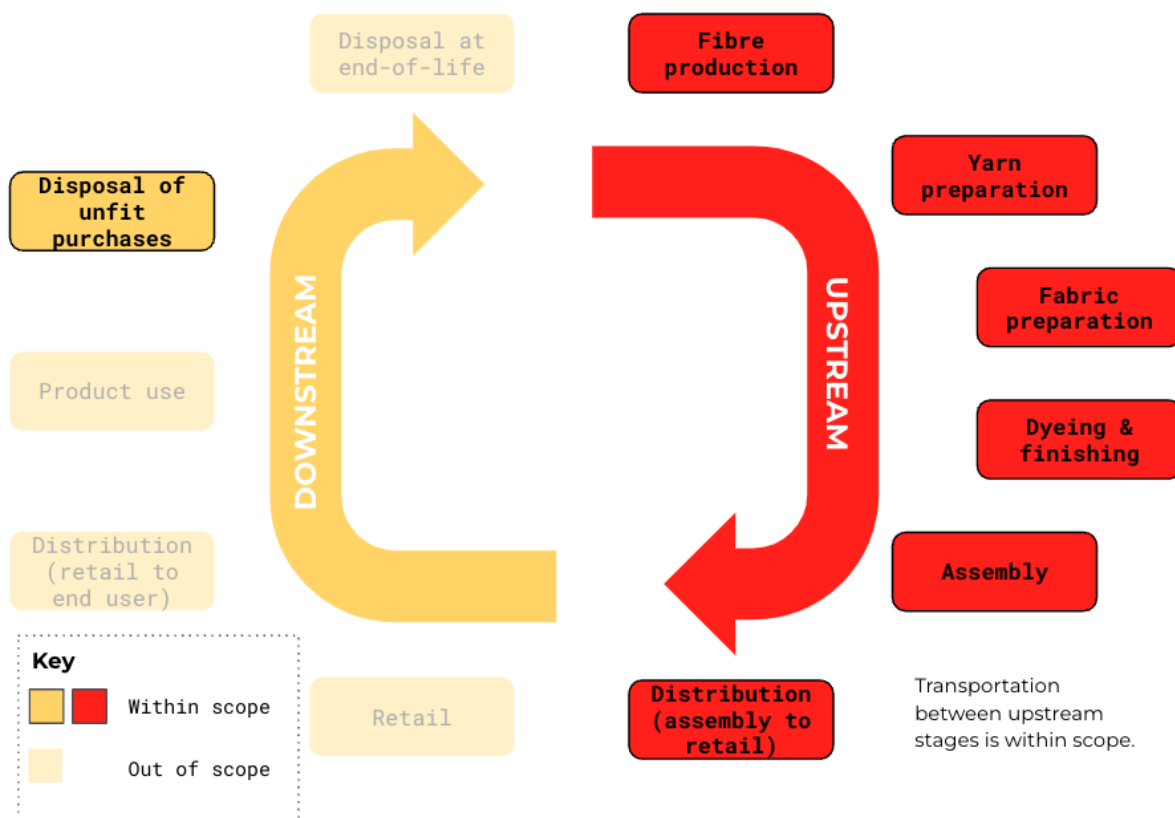 Disposal at
end-of-life
Fibre
production
Yarn
preparation
Disposal of
unfit
purchases
Fabric
preparation
DOWNSTREAM
UPSTREAM
Product use
Dyeing &
finishing
Distribution
(retail to
end user)
Assembly
Key
Within scope
Out of scope
Retail
Distribution
(assembly to
retail)
Transportation
between upstream
stages is within scope.